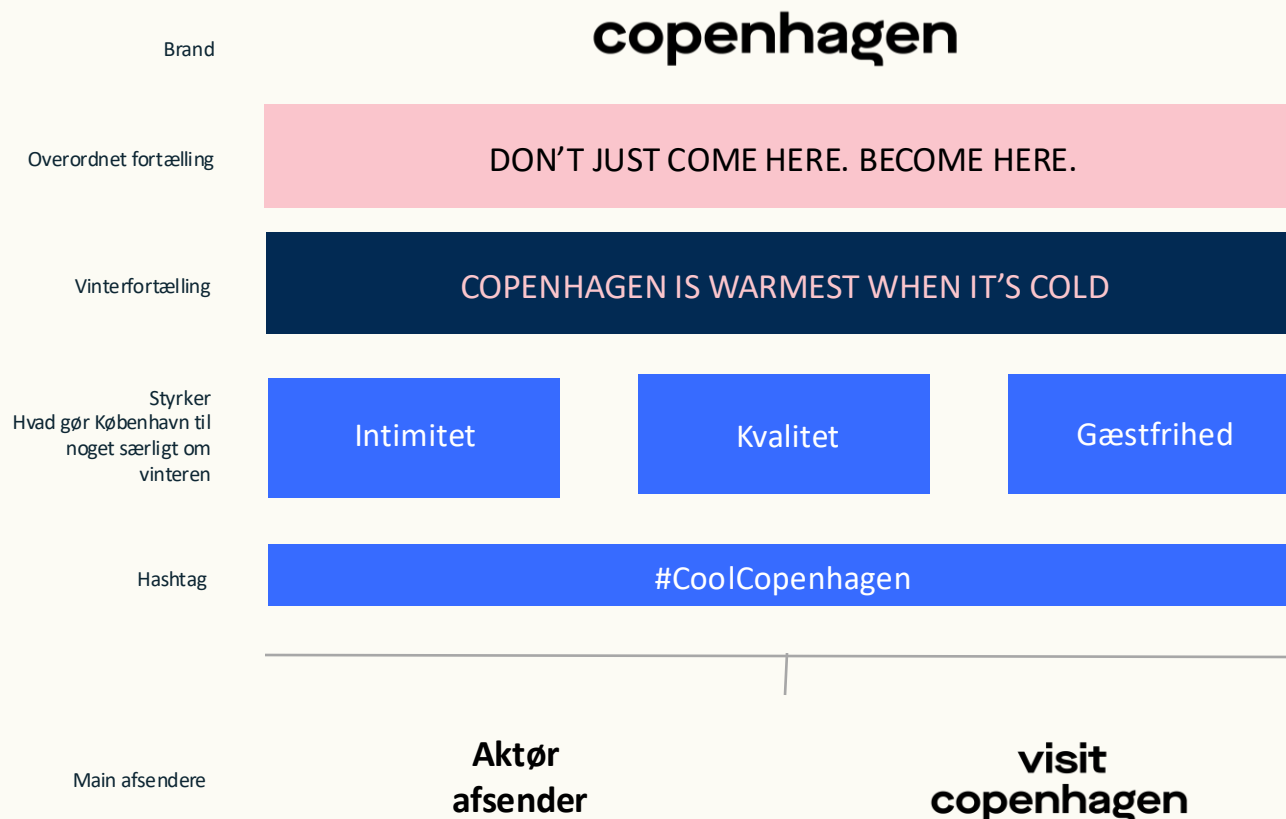 Brand
copenhagen
Overordnet fortælling
DON'T JUST COME HERE. BECOME HERE.
Vinterfortælling
COPENHAGEN IS WARMEST WHEN IT'S COLD
Styrker
Hvad gør København til
noget særligt om
vinteren
Intimitet
Kvalitet
Gæstfrihed
Hashtag
#CoolCopenhagen
Main afsendere
Aktør
afsender
visit
copenhagen